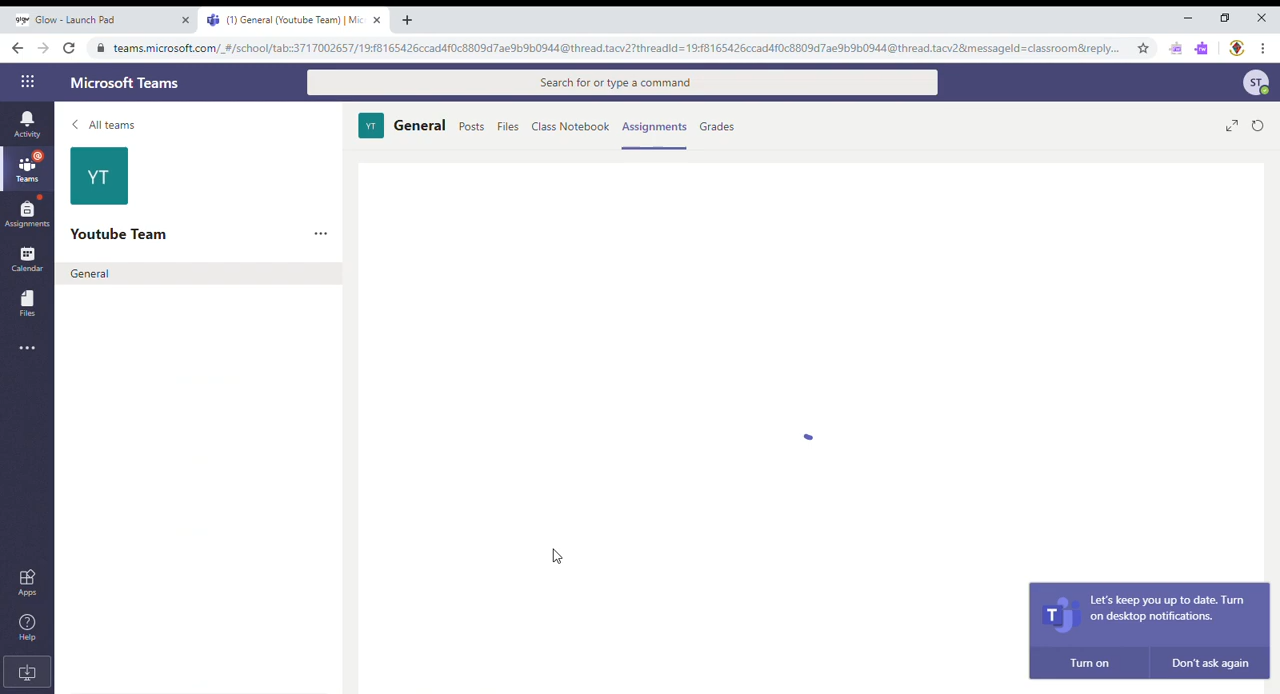 glow Glow - Launch Pad
(1) General (Youtube Team) | Mic
teams.microsoft.com/_#/school/tab::3717002657/19:f8165426ccad4f0c8809d7ae9b9b0944@thread.tacv2?threadId=19:f8165426ccad4f0c8809d7ae9b9b0944@thread.tacv2&messageId=classroom&reply...
Microsoft Teams
Search for or type a command
ST
Activity
Teams
Assignments
Calendar
Files
Apps
Help
All teams
YT
Youtube Team
General
YT General Posts Files Class Notebook Assignments Grades
T
Let's keep you up to date. Turn
on desktop notifications.
Turn on Don't ask again